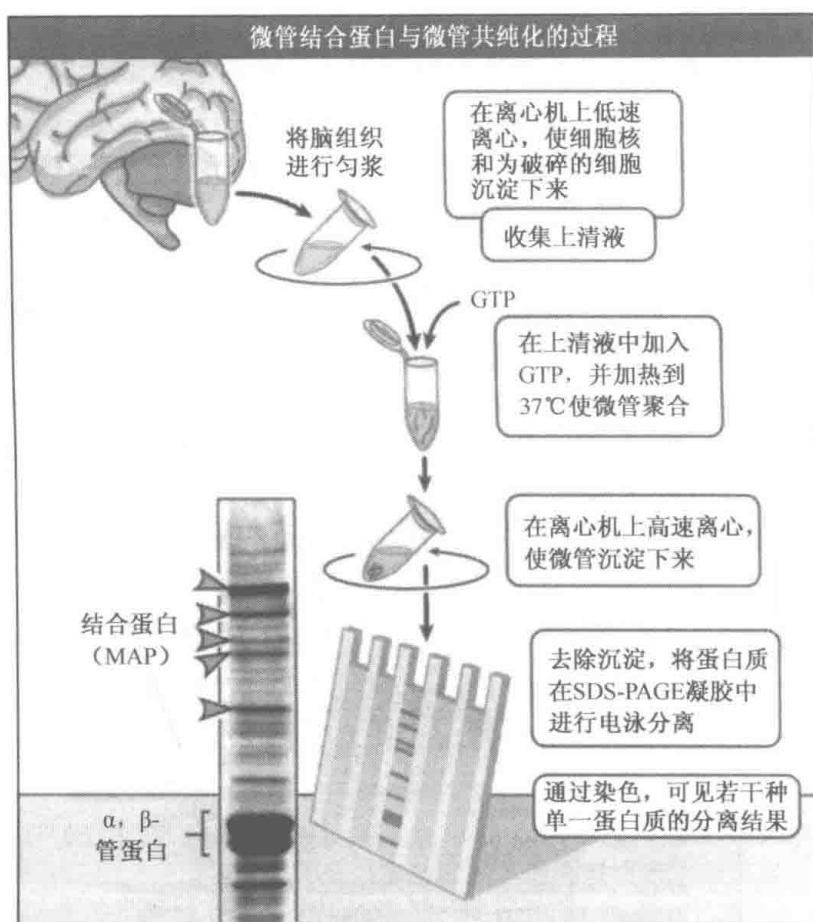 微管结合蛋白与微管共纯化的过程
将脑组织
进行匀浆
在离心机上低速
离心，使细胞核
和为破碎的细胞
沉淀下来
收集上清液
GTP
在上清液中加入
GTP，并加热到
37℃使微管聚合
在离心机上高速离心，
使微管沉淀下来
结合蛋白
（MAP）
去除沉淀，将蛋白质
在SDS-PAGE凝胶中
进行电泳分离
通过染色，可见若干种
单一蛋白质的分离结果
α，β-
管蛋白